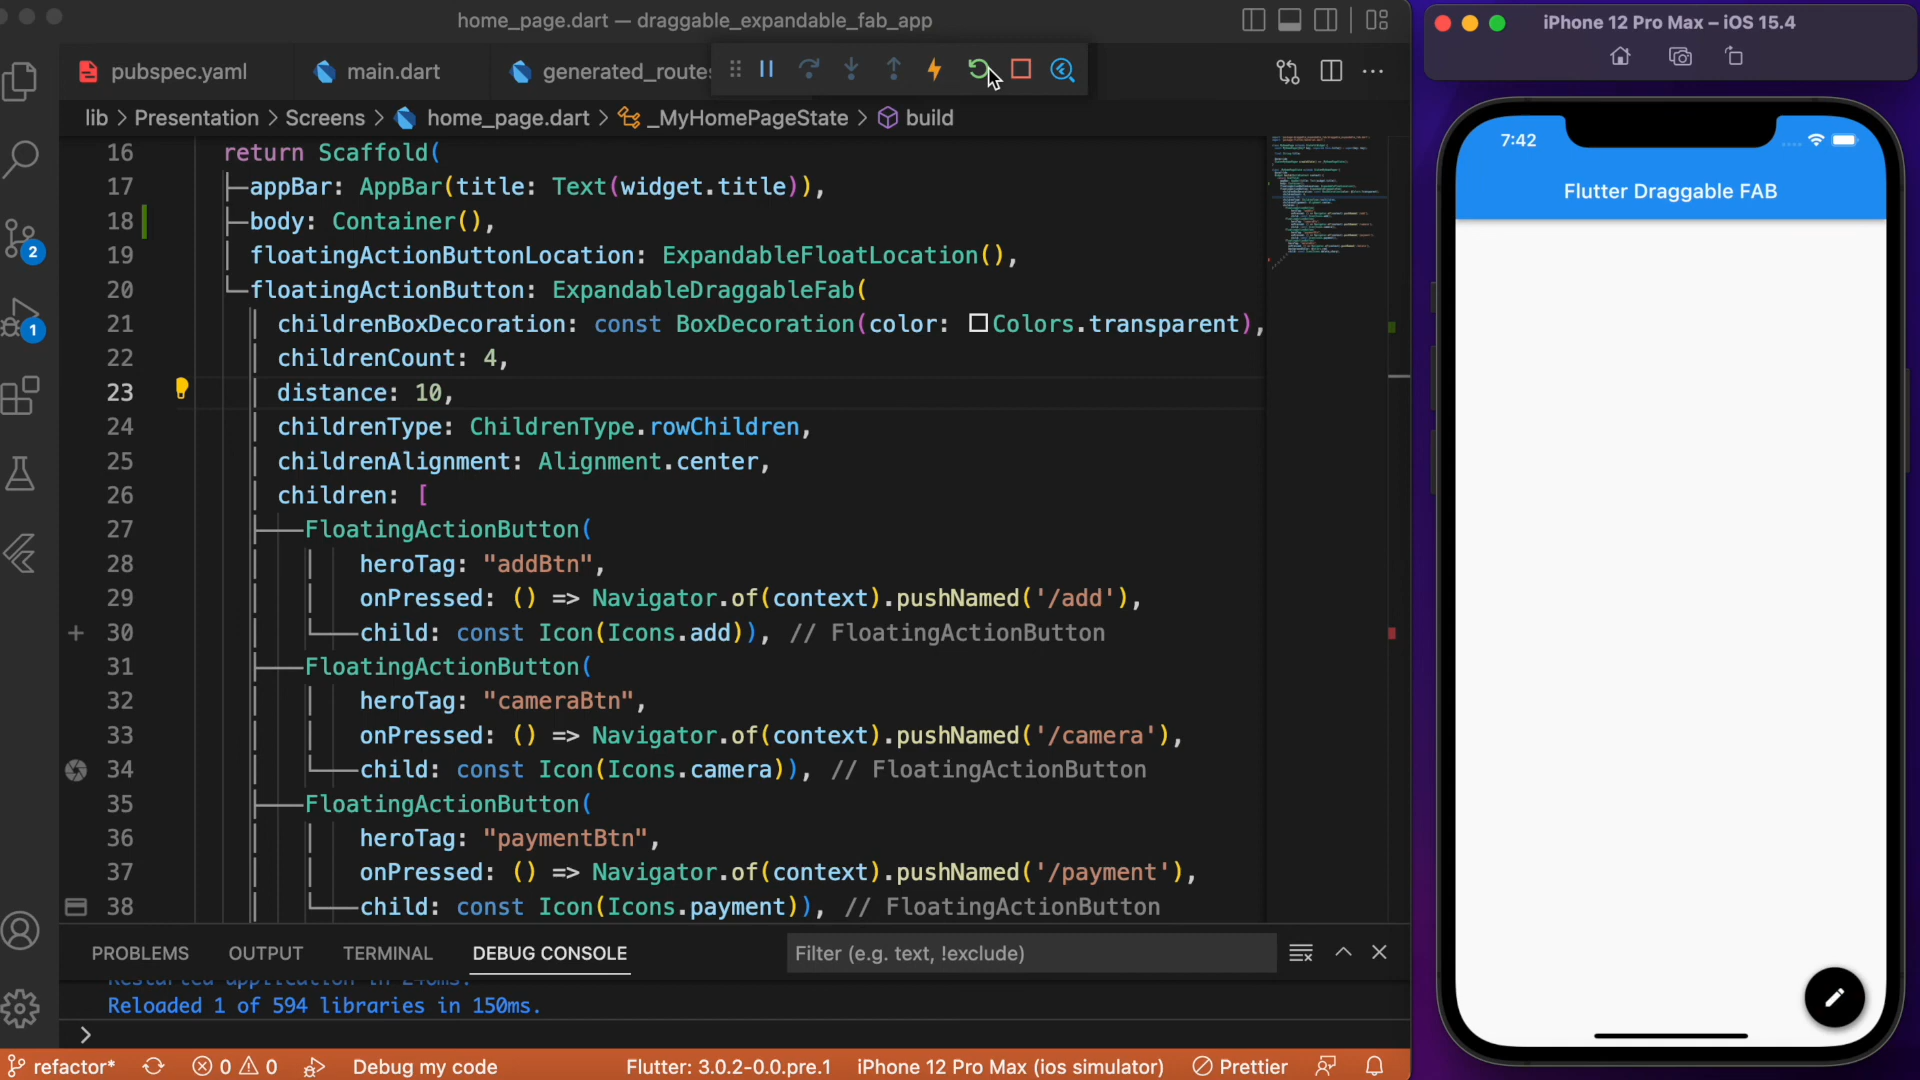 home_page.dart — draggable_expandable_fab_app
pubspec.yaml
main.dart
generated_routes
lib > Presentation > Screens > home_page.dart > _MyHomePageState > build
16 return Scaffold(
17 appBar: AppBar(title: Text(widget.title)),
18 body: Container(),
19 floatingActionButtonLocation: ExpandableFloatLocation(),
20 floatingActionButton: ExpandableDraggableFab(
21 childrenBoxDecoration: const BoxDecoration(color: Colors.transparent),
22 childrenCount: 4,
23 distance: 10,
24 childrenType: ChildrenType.rowChildren,
25 childrenAlignment: Alignment.center,
26 children: [
27 FloatingActionButton(
28 heroTag: "addBtn",
29 onPressed: () => Navigator.of(context).pushNamed('/add'),
30 child: const Icon(Icons.add)), // FloatingActionButton
31 FloatingActionButton(
32 heroTag: "cameraBtn",
33 onPressed: () => Navigator.of(context).pushNamed('/camera'),
34 child: const Icon(Icons.camera)), // FloatingActionButton
35 FloatingActionButton(
36 heroTag: "paymentBtn",
37 onPressed: () => Navigator.of(context).pushNamed('/payment'),
38 child: const Icon(Icons.payment)), // FloatingActionButton
2
1
PROBLEMS OUTPUT TERMINAL DEBUG CONSOLE
Filter (e.g. text, !exclude)
Restarted application in 248ms.
Reloaded 1 of 594 libraries in 150ms.
>
refactor* 0 0 Debug my code Flutter: 3.0.2-0.0.pre.1 iPhone 12 Pro Max (ios simulator) Prettier
iPhone 12 Pro Max – iOS 15.4
7:42
Flutter Draggable FAB